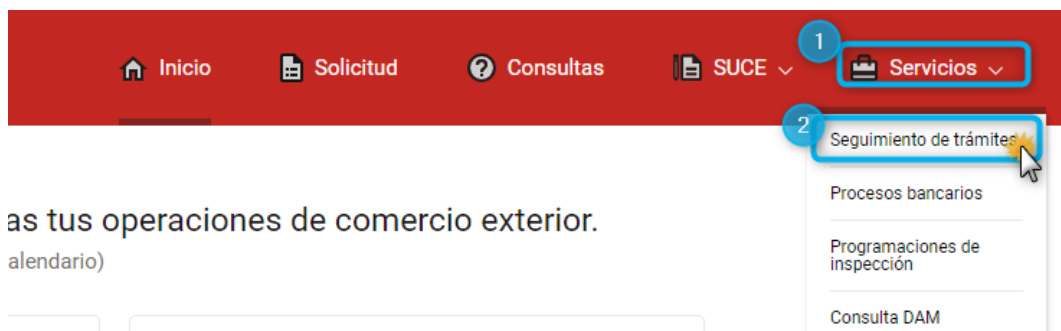 1
Inicio Solicitud Consultas SUCE Servicios
2
Seguimiento de trámites
Procesos bancarios
as tus operaciones de comercio exterior.
alendario)
Programaciones de
inspección
Consulta DAM